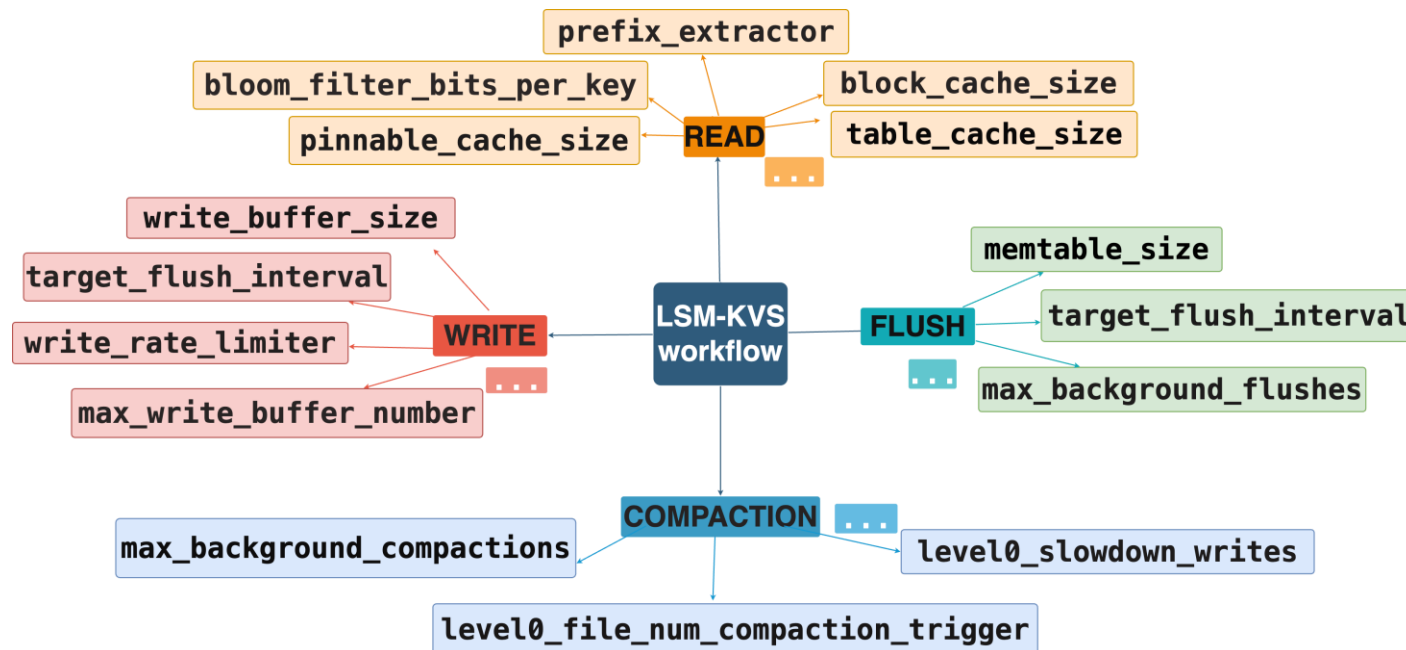 prefix_extractor
bloom_filter_bits_per_key
block_cache_size
pinnable_cache_size
READ
table_cache_size
...
write_buffer_size
target_flush_interval
write_rate_limiter
max_write_buffer_number
WRITE
...
LSM-KVS
workflow
FLUSH
...
memtable_size
target_flush_interval
max_background_flushes
COMPACTION
...
max_background_compactions
level0_slowdown_writes
level0_file_num_compaction_trigger